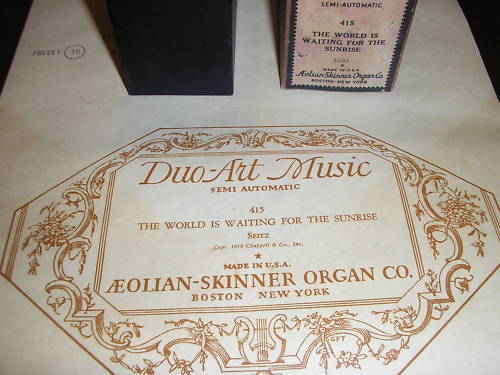 SEMI-AUTOMATIC
415
THE WORLD IS
WAITING FOR THE
SUNRISE
Seitz
MADE IN U.S.A.
Æolian-Skinner Organ Co.
BOSTON · NEW YORK
PRESET 10
Duo-Art Music
SEMI AUTOMATIC
415
THE WORLD IS WAITING FOR THE SUNRISE
SEITZ
Copr. 1919 Chappell & Co., Inc.
MADE IN U.S.A.
ÆOLIAN-SKINNER ORGAN CO.
BOSTON NEW YORK
GFT